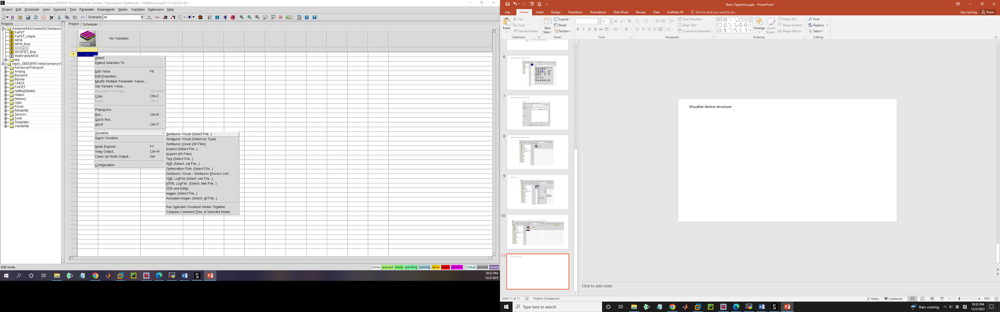 /home/ee5442/imem002/Sentaurus/MOSFET (Runtime Mode: Editable, Organization: Traditional) - SWB@Feynman01 vT-2022.03-SP1
Project Edit Scheduler View Scenario Tool Parameter Experiments Nodes Variables Extensions Help
Scenario: all
Projects
/home/ee5442/imem002/Sentaurus
FeFET
FeFET_simple
MFM
MFM_final
MOSFET_final
MultiValleyMOS
tmp
/apps_SEEDER01/eda/synopsys/s
AdvancedTransport
Analog
Backend
Bipolar
CMOS
FinFET
GettingStarted
Hetero
Memory
Opto
Power
Reliability
Sensors
Solar
Templates
Variability
Project Scheduler
SDE
No Variables
1 --
Select
Extend Selection To
Edit Value F6
Edit Properties...
Modify Multiple Parameter Values...
Set Variable Value...
Renumber All Nodes Ctrl+Alt+R
Copy Ctrl+C
Paste Ctrl+V
Preprocess
Run... Ctrl+R
Quick Run...
Abort Ctrl+T
Visualize
Quick Visualize
Node Explorer F7
View Output... Ctrl+W
Clean Up Node Output... Del
Configuration
Sentaurus Visual (Select File...)
Sentaurus Visual (Select by Type)
Sentaurus Visual (All Files)
Inspect (Select File...)
Inspect (All Files)
Text (Select File...)
SDE (Select .sat File...)
Optimization Plots (Select File...)
Sentaurus Visual - Sentaurus Process Link
XML LogFile (Select .xml File...)
HTML LogFile (Select .html File...)
SDE and Editor
Images (Select File...)
Animated Images (Select .gif File...)
Run Selected Visualizer Nodes Together
Compare Command Files of Selected Nodes
Edit mode
none queued ready pending running done failed aborted virtual pruned folded
10:32 PM
13/2/2023
Basic Opeartion.pptx - PowerPoint
File Home Insert Design Transitions Animations Slide Show Review View EndNote X9 Tell me what you want to do...
Jiao Leming Share
Paste
Cut
Copy
Format Painter
Clipboard
New Slide
Layout
Reset
Section
Slides
18
Font
Text Direction
Align Text
Convert to SmartArt
Paragraph
Arrange
Quick Styles
Shape Fill
Shape Outline
Shape Effects
Drawing
Find
Replace
Select
Editing
6
7
8
9
10
11
Visualize device structure
Visualize device structure
Click to add notes
Slide 11 of 11 English (Singapore)
Notes Comments 66%
Type here to search
Rain coming
英
10:32 PM
13/2/2023